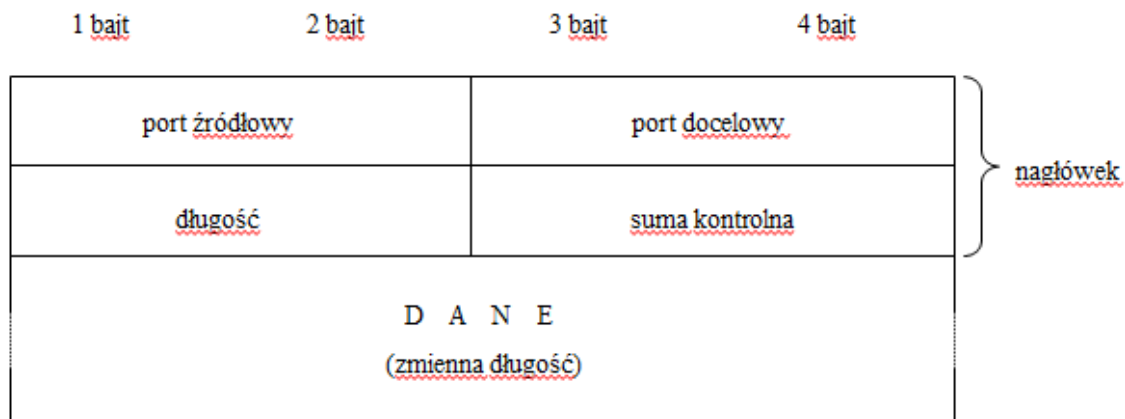 1 bajt 2 bajt 3 bajt 4 bajt
port źródłowy port docelowy
nagłówek
długość suma kontrolna
D A N E
(zmienna długość)